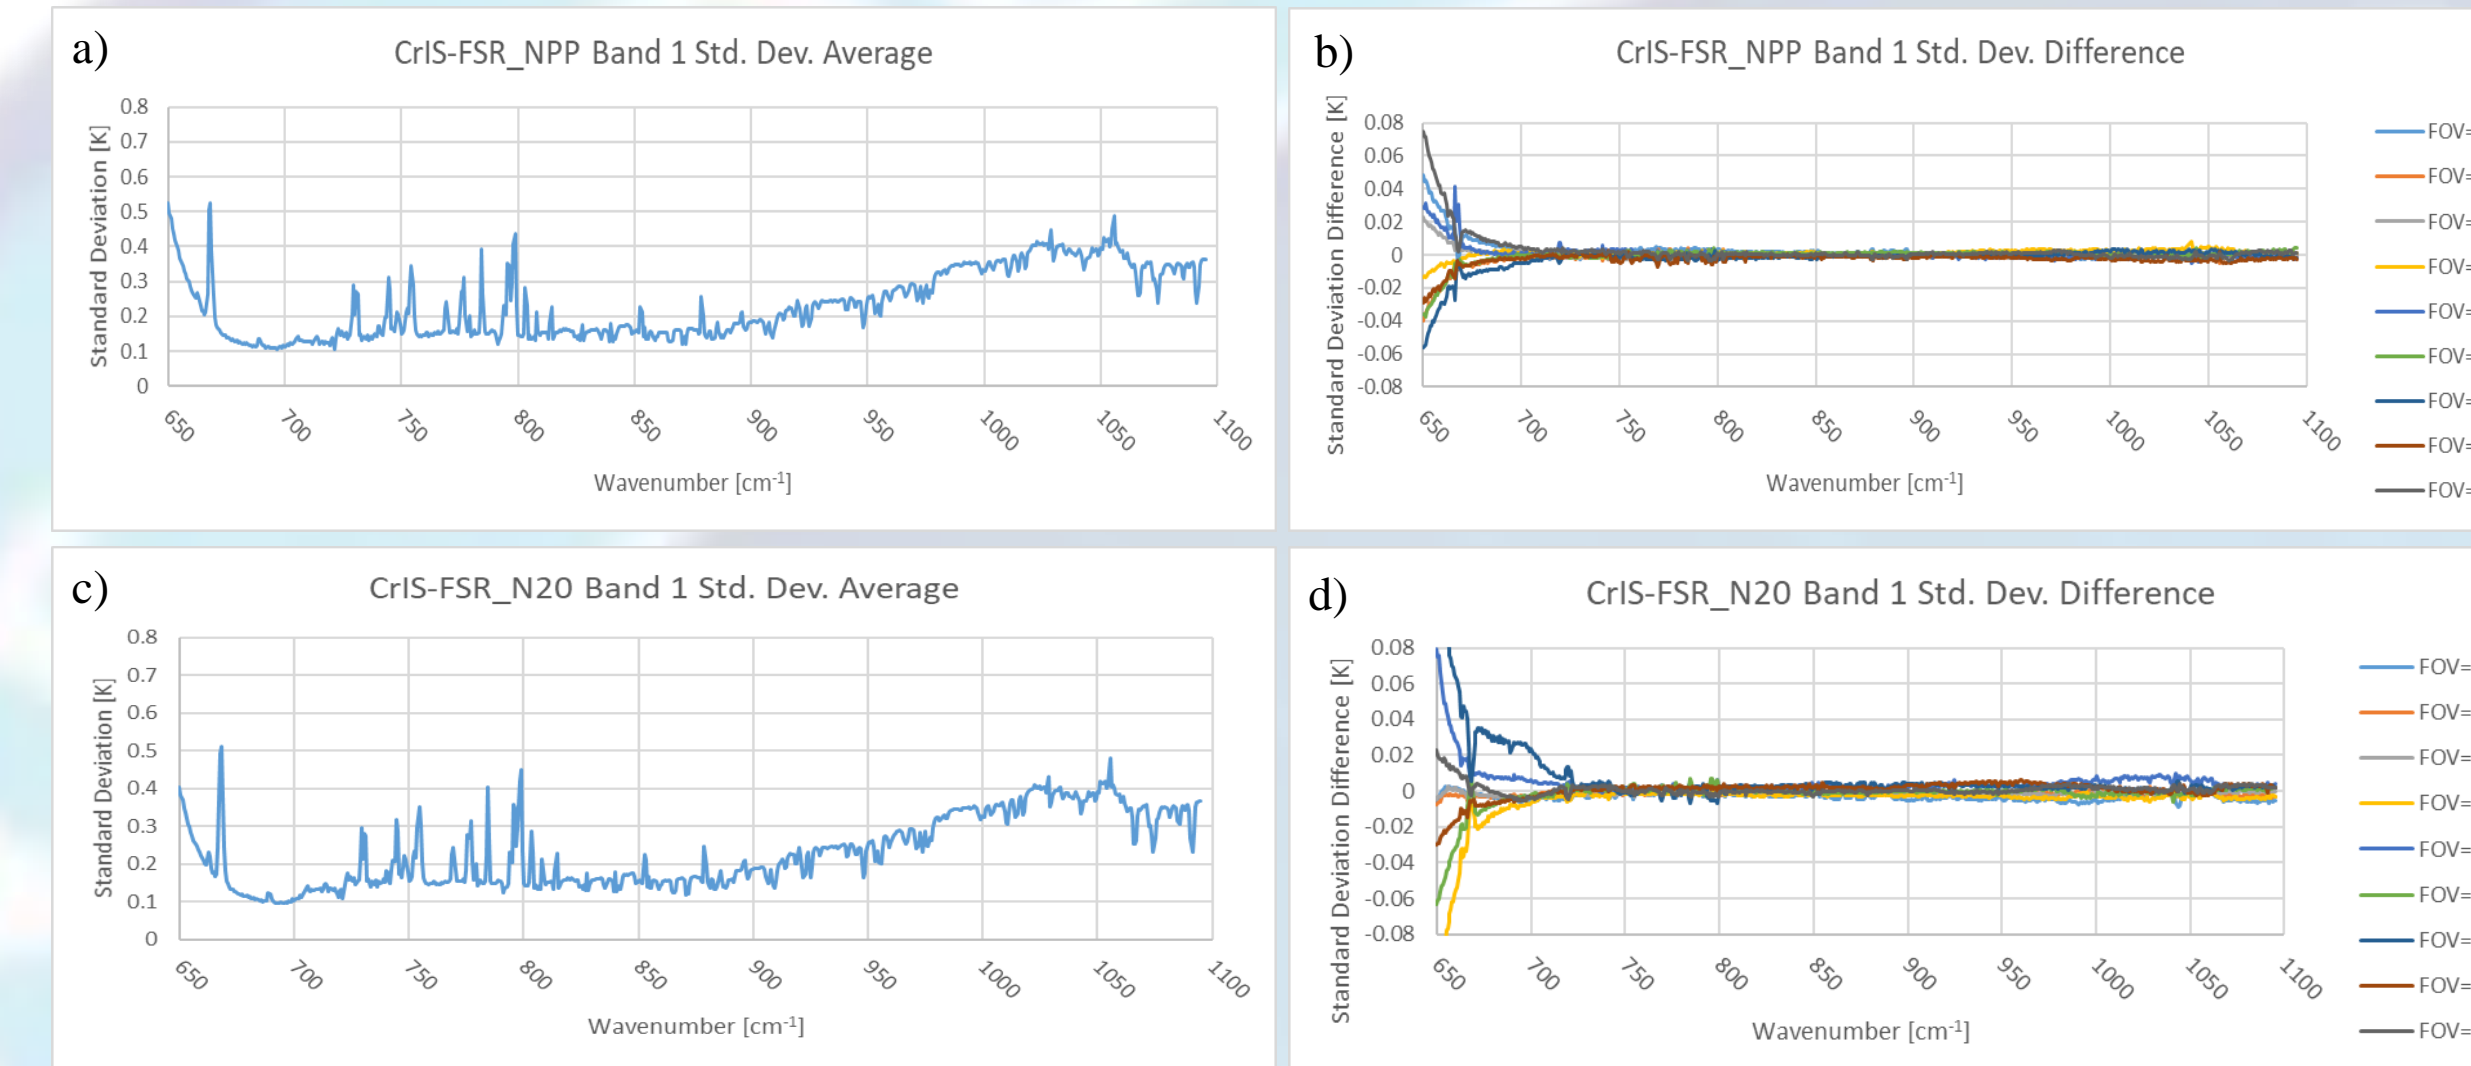 a)
CrIS-FSR_NPP Band 1 Std. Dev. Average
Standard Deviation [K]
0.8
0.7
0.6
0.5
0.4
0.3
0.2
0.1
0
650 700 750 800 850 900 950 1000 1050 1100
Wavenumber [cm-1]
b)
CrIS-FSR_NPP Band 1 Std. Dev. Difference
Standard Deviation Difference [K]
0.08
0.06
0.04
0.02
0
-0.02
-0.04
-0.06
-0.08
650 700 750 800 850 900 950 1000 1050 1100
Wavenumber [cm-1]
FOV=
FOV=
FOV=
FOV=
FOV=
FOV=
FOV=
FOV=
FOV=
c)
CrIS-FSR_N20 Band 1 Std. Dev. Average
Standard Deviation [K]
0.8
0.7
0.6
0.5
0.4
0.3
0.2
0.1
0
650 700 750 800 850 900 950 1000 1050 1100
Wavenumber [cm-1]
d)
CrIS-FSR_N20 Band 1 Std. Dev. Difference
Standard Deviation Difference [K]
0.08
0.06
0.04
0.02
0
-0.02
-0.04
-0.06
-0.08
650 700 750 800 850 900 950 1000 1050 1100
Wavenumber [cm-1]
FOV=
FOV=
FOV=
FOV=
FOV=
FOV=
FOV=
FOV=
FOV=